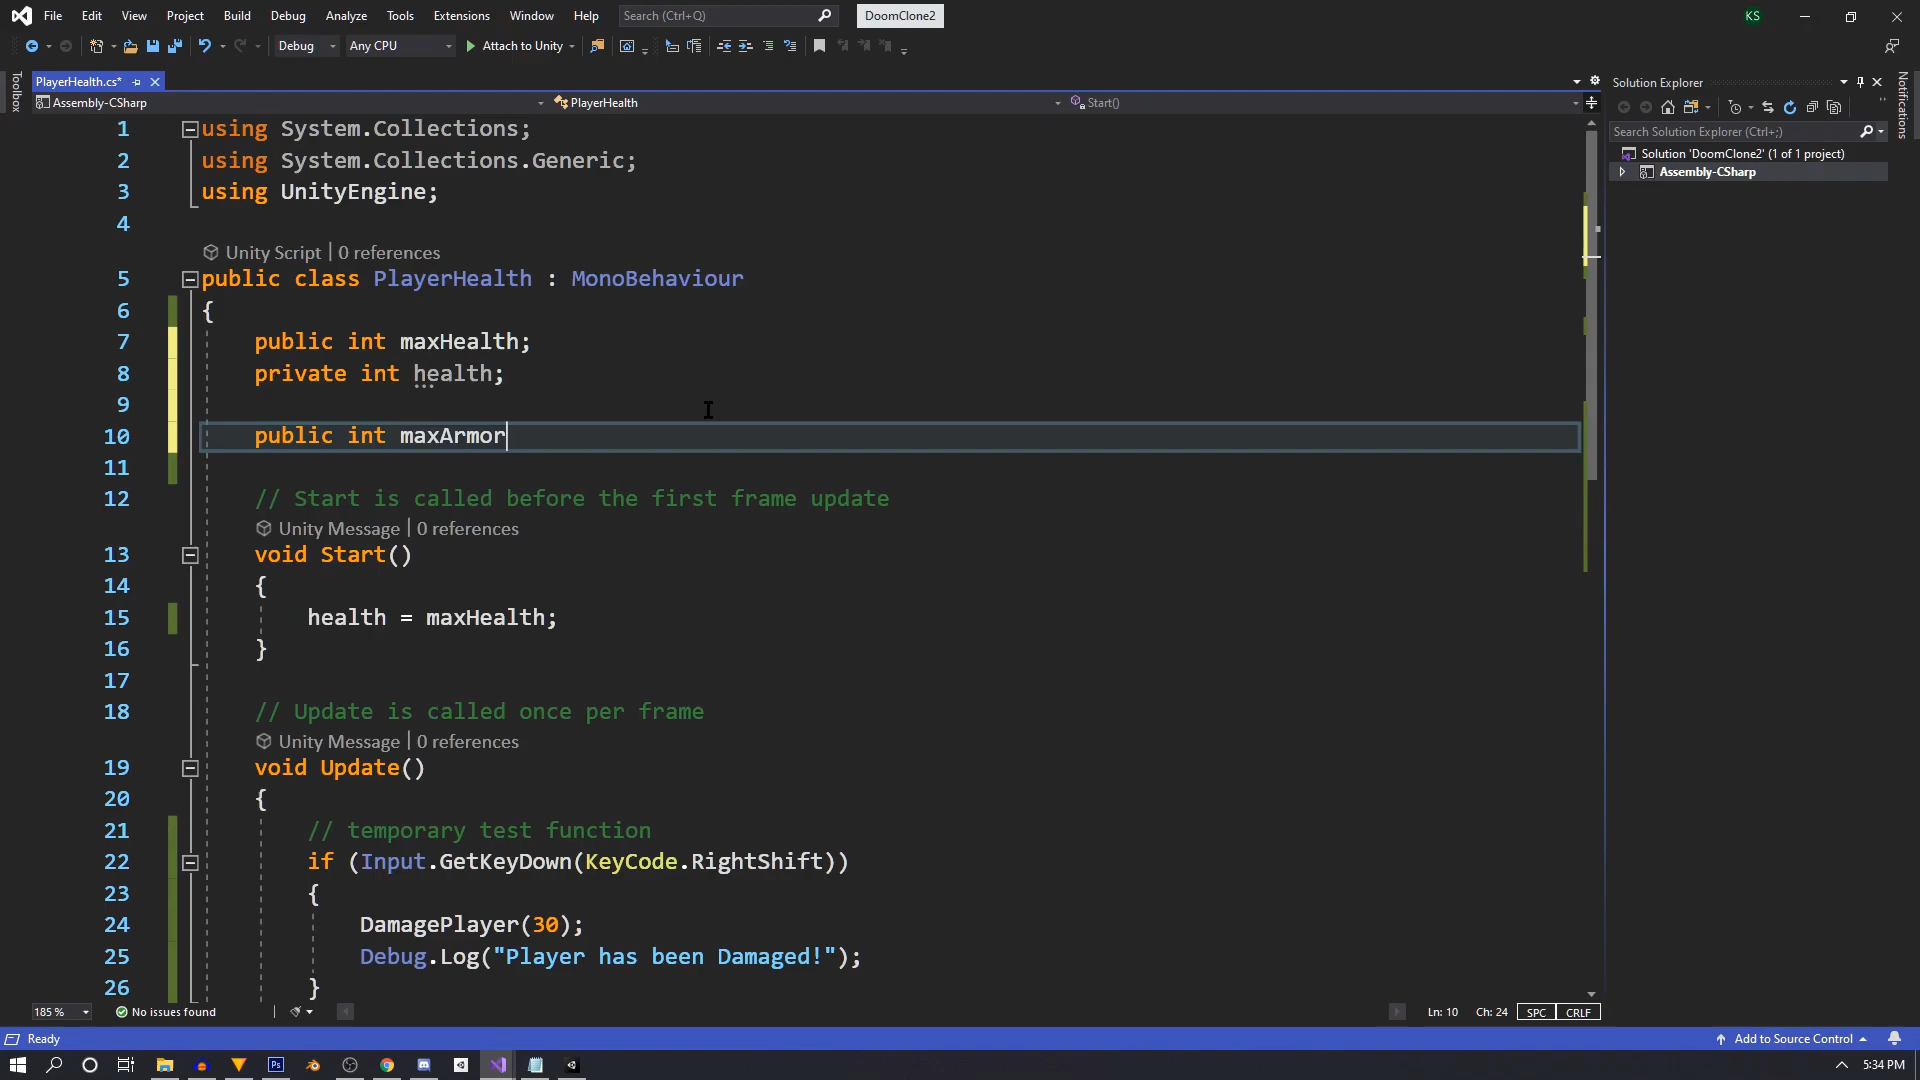 File Edit View Project Build Debug Analyze Tools Extensions Window Help Search (Ctrl+Q) DoomClone2 KS
Debug Any CPU Attach to Unity
Toolbox
PlayerHealth.cs*
Assembly-CSharp PlayerHealth Start()
1 using System.Collections;
2 using System.Collections.Generic;
3 using UnityEngine;
4
Unity Script | 0 references
5 public class PlayerHealth : MonoBehaviour
6 {
7 public int maxHealth;
8 private int health;
9
10 public int maxArmor
11
12 // Start is called before the first frame update
Unity Message | 0 references
13 void Start()
14 {
15 health = maxHealth;
16 }
17
18 // Update is called once per frame
Unity Message | 0 references
19 void Update()
20 {
21 // temporary test function
22 if (Input.GetKeyDown(KeyCode.RightShift))
23 {
24 DamagePlayer(30);
25 Debug.Log("Player has been Damaged!");
26 }
Solution Explorer
Search Solution Explorer (Ctrl+;)
Solution 'DoomClone2' (1 of 1 project)
Assembly-CSharp
Notifications
185 % No issues found Ln: 10 Ch: 24 SPC CRLF
Ready Add to Source Control
Ps 5:34 PM